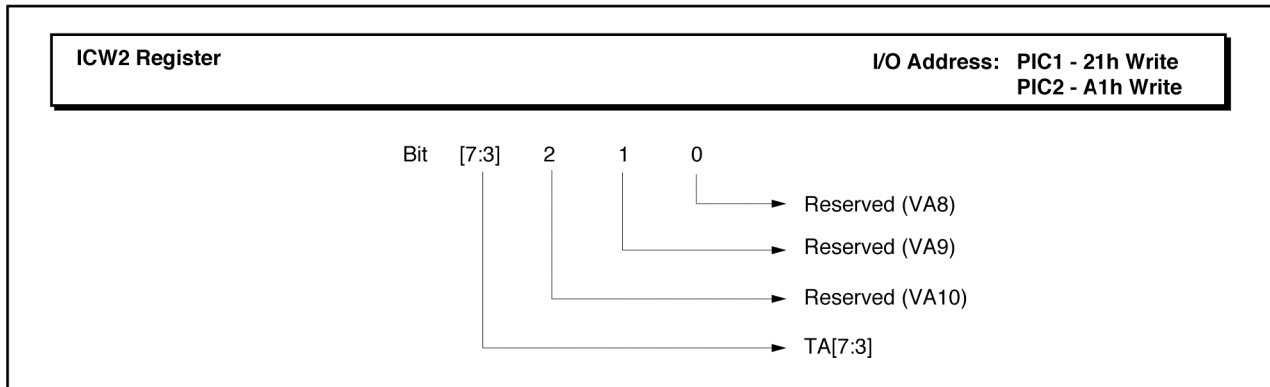 ICW2 Register
I/O Address: PIC1 - 21h Write
PIC2 - A1h Write
Bit [7:3] 2 1 0
Reserved (VA8)
Reserved (VA9)
Reserved (VA10)
TA[7:3]